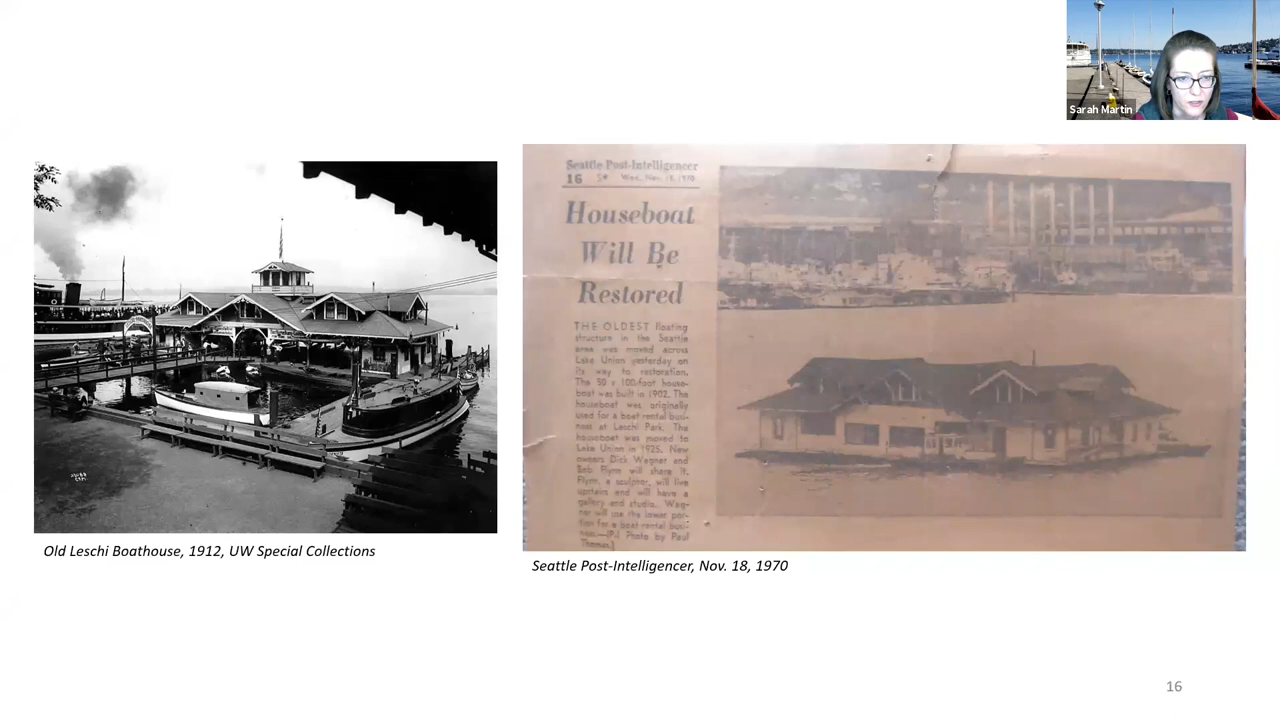 Sarah Martin
Old Leschi Boathouse, 1912, UW Special Collections
Seattle Post-Intelligencer
16 S* Wed., Nov. 18, 1970
Houseboat
Will Be
Restored
THE OLDEST floating
structure in the Seattle
area was moved across
Lake Union yesterday on
its way to restoration.
The 50 x 100-foot house-
boat was built in 1902. The
houseboat was originally
used for a boat rental busi-
ness at Leschi Park. The
houseboat was moved to
Lake Union in 1925. New
owners Dick Wagner and
Bob Flynn will share it.
Flynn, a sculptor, will live
upstairs and will have a
gallery and studio. Wag-
ner will use the lower por-
tion for a boat rental busi-
ness.—(P-I Photo by Paul
Thomas.)
Seattle Post-Intelligencer, Nov. 18, 1970
16